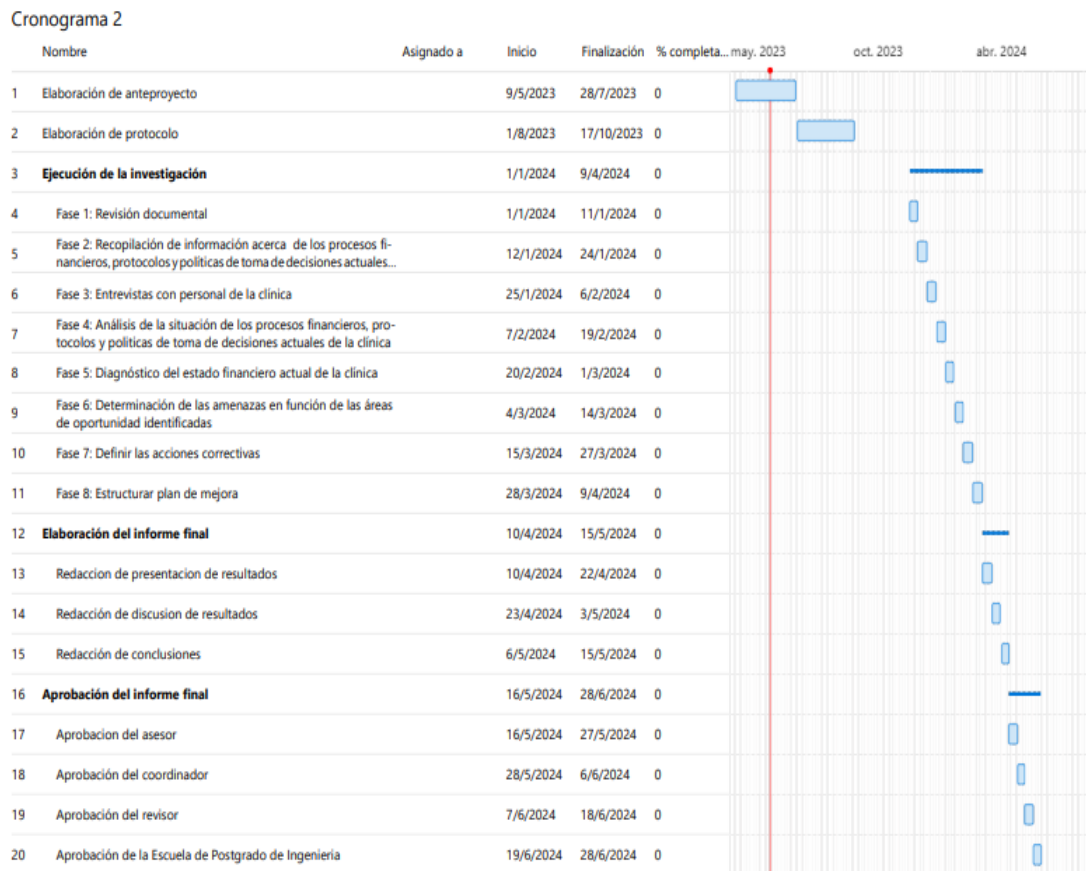 Cronograma 2
Nombre Asignado a Inicio Finalización % completa... may. 2023 oct. 2023 abr. 2024
1 Elaboración de anteproyecto 9/5/2023 28/7/2023 0
2 Elaboración de protocolo 1/8/2023 17/10/2023 0
3 Ejecución de la investigación 1/1/2024 9/4/2024 0
4 Fase 1: Revisión documental 1/1/2024 11/1/2024 0
5 Fase 2: Recopilación de información acerca de los procesos fi-
nancieros, protocolos y políticas de toma de decisiones actuales... 12/1/2024 24/1/2024 0
6 Fase 3: Entrevistas con personal de la clínica 25/1/2024 6/2/2024 0
7 Fase 4: Análisis de la situación de los procesos financieros, pro-
tocolos y politicas de toma de decisiones actuales de la clínica 7/2/2024 19/2/2024 0
8 Fase 5: Diagnóstico del estado financiero actual de la clínica 20/2/2024 1/3/2024 0
9 Fase 6: Determinación de las amenazas en función de las áreas
de oportunidad identificadas 4/3/2024 14/3/2024 0
10 Fase 7: Definir las acciones correctivas 15/3/2024 27/3/2024 0
11 Fase 8: Estructurar plan de mejora 28/3/2024 9/4/2024 0
12 Elaboración del informe final 10/4/2024 15/5/2024 0
13 Redaccion de presentacion de resultados 10/4/2024 22/4/2024 0
14 Redacción de discusion de resultados 23/4/2024 3/5/2024 0
15 Redacción de conclusiones 6/5/2024 15/5/2024 0
16 Aprobación del informe final 16/5/2024 28/6/2024 0
17 Aprobacion del asesor 16/5/2024 27/5/2024 0
18 Aprobación del coordinador 28/5/2024 6/6/2024 0
19 Aprobación del revisor 7/6/2024 18/6/2024 0
20 Aprobación de la Escuela de Postgrado de Ingenieria 19/6/2024 28/6/2024 0